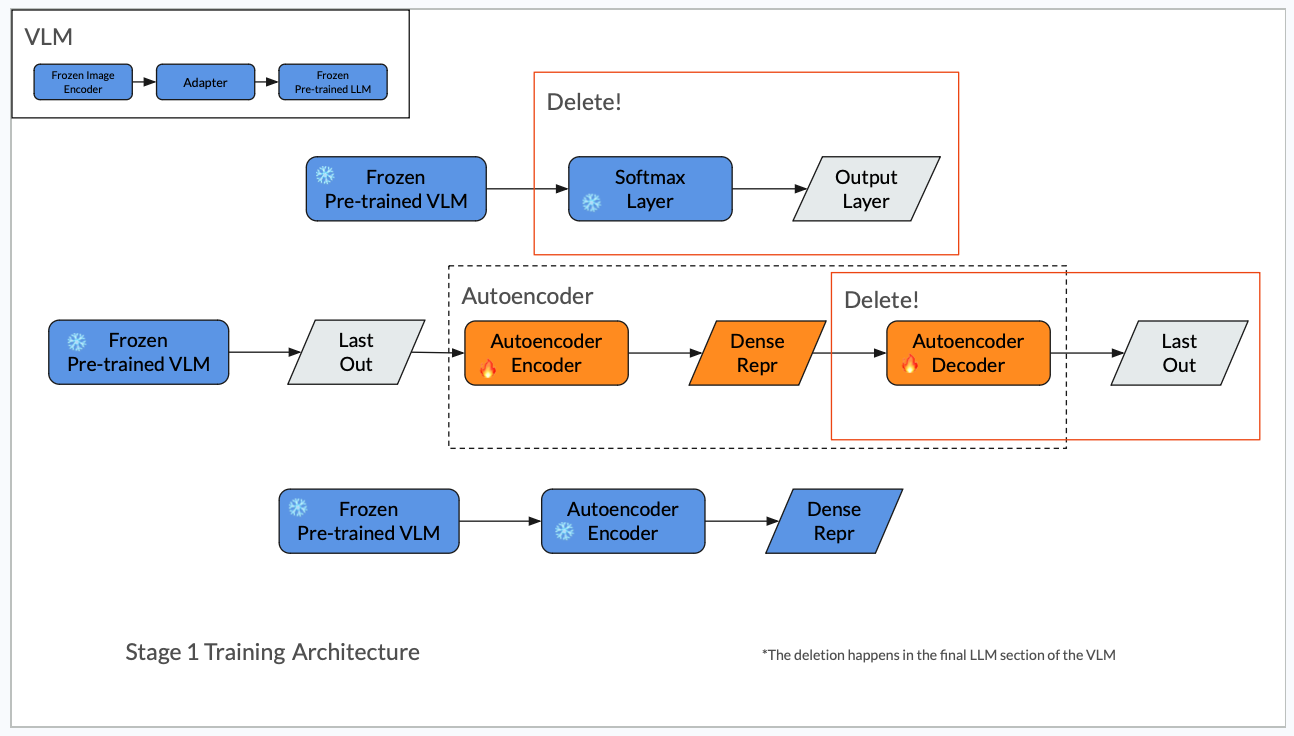 VLM
Frozen Image
Encoder
Adapter
Frozen
Pre-trained LLM
Delete!
Frozen
Pre-trained VLM
Softmax
Layer
Output
Layer
Autoencoder
Delete!
Frozen
Pre-trained VLM
Last
Out
Autoencoder
Encoder
Dense
Repr
Autoencoder
Decoder
Last
Out
Frozen
Pre-trained VLM
Autoencoder
Encoder
Dense
Repr
Stage 1 Training Architecture
*The deletion happens in the final LLM section of the VLM